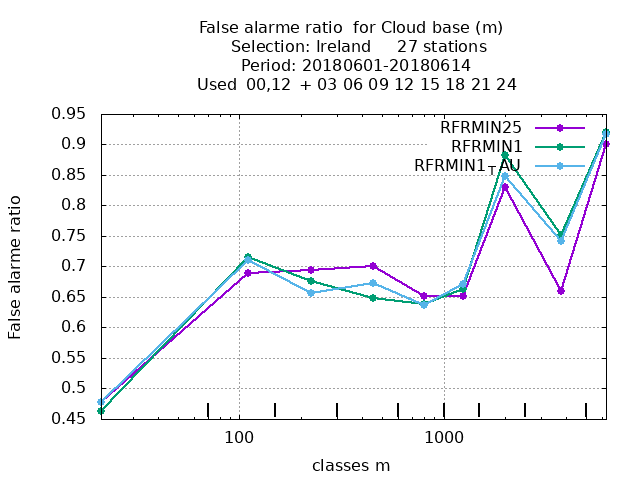 False alarme ratio  for Cloud base (m)
Selection: Ireland     27 stations
Period: 20180601-20180614
Used  00,12  + 03 06 09 12 15 18 21 24
0.95
0.9
0.85
0.8
0.75
0.7
0.65
0.6
0.55
0.5
0.45
False alarme ratio
RFRMIN25
RFRMIN1
RFRMIN1┬AU
100
1000
classes m